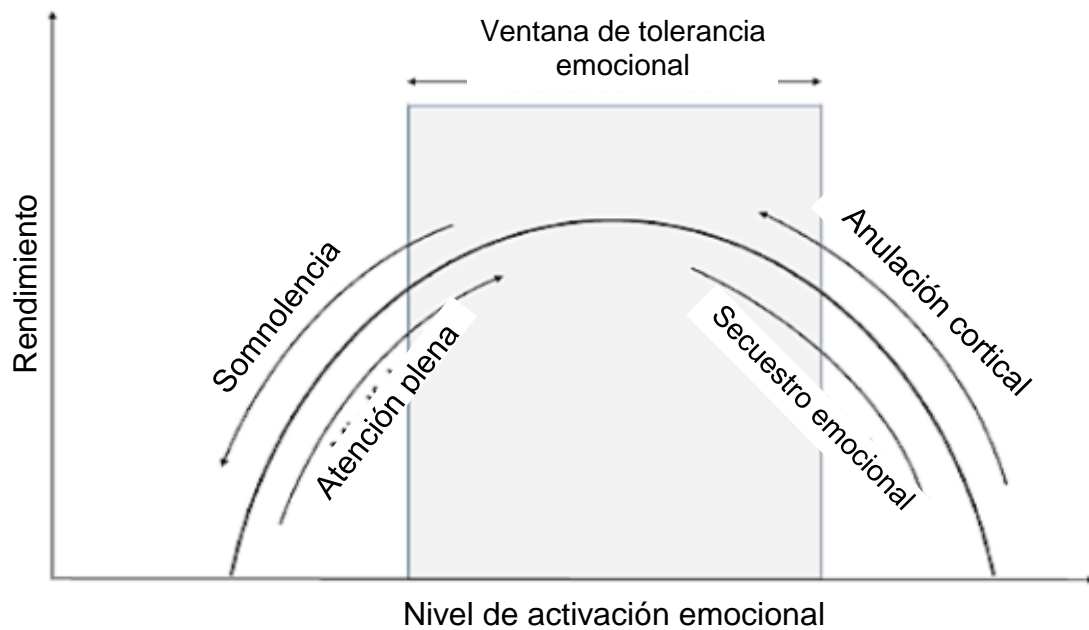 Ventana de tolerancia
emocional
Rendimiento
Somnolencia
Atención plena
Secuestro emocional
Anulación cortical
Nivel de activación emocional